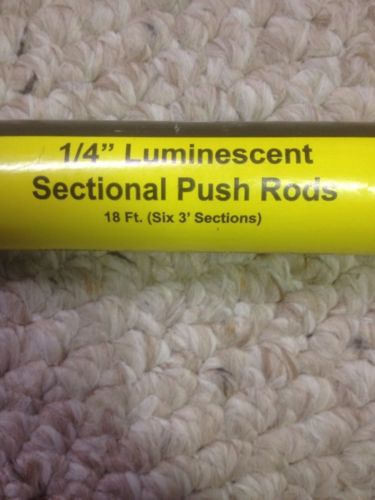 1/4” Luminescent
Sectional Push Rods
18 Ft. (Six 3' Sections)